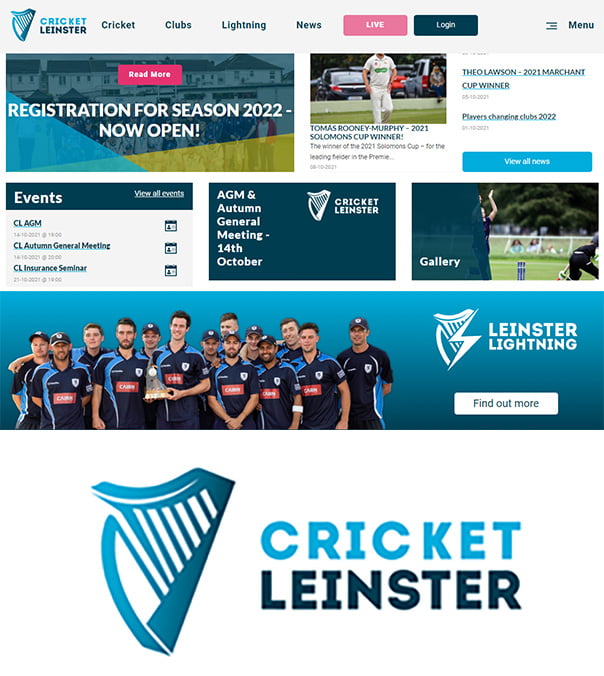 CRICKET
LEINSTER
Cricket
Clubs
Lightning
News
LIVE
Login
Menu
Read More
REGISTRATION FOR SEASON 2022 -
NOW OPEN!
TOMÁS ROONEY-MURPHY – 2021
SOLOMONS CUP WINNER!
The winner of the 2021 Solomons Cup – for the
leading fielder in the Premie...
08-10-2021
THEO LAWSON – 2021 MARCHANT
CUP WINNER
05-10-2021
Players changing clubs 2022
01-10-2021
View all news
Events
View all events
CL AGM
14-10-2021 @ 19:00
CL Autumn General Meeting
14-10-2021 @ 20:00
CL Insurance Seminar
21-10-2021 @ 19:00
AGM &
Autumn
General
Meeting -
14th
October
CRICKET
LEINSTER
Gallery
CAIRN
CAIRN
CAIRN
CAIRN
LEINSTER
LIGHTNING
Find out more
CRICKET
LEINSTER